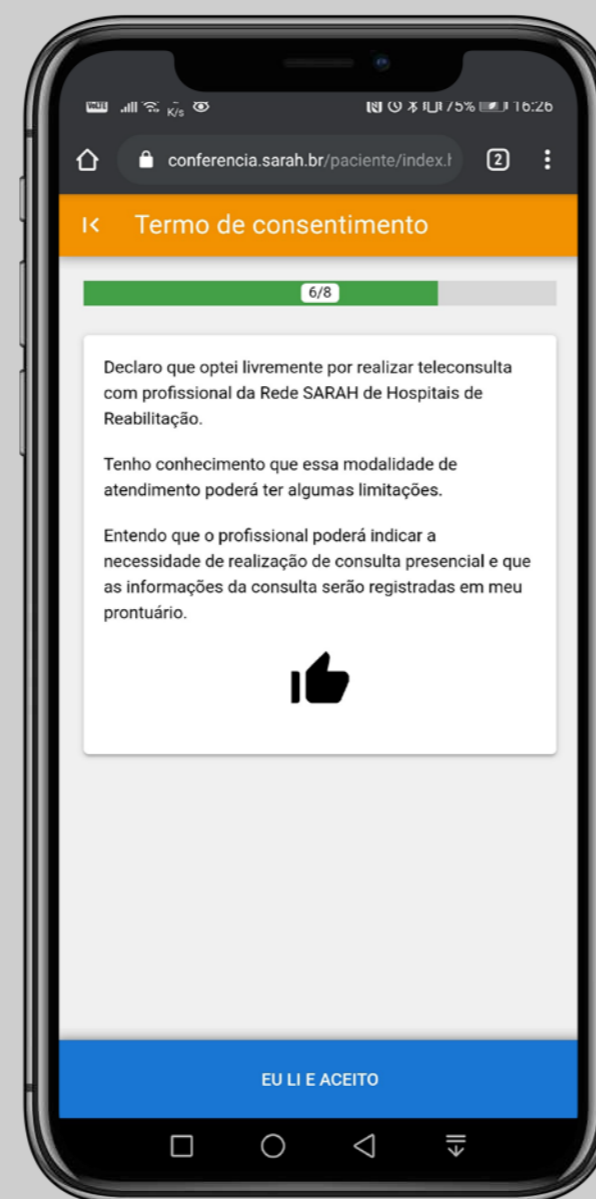 K/s
75% 16:26
conferencia.sarah.br/paciente/index.h
2
Termo de consentimento
6/8
Declaro que optei livremente por realizar teleconsulta
com profissional da Rede SARAH de Hospitais de
Reabilitação.
Tenho conhecimento que essa modalidade de
atendimento poderá ter algumas limitações.
Entendo que o profissional poderá indicar a
necessidade de realização de consulta presencial e que
as informações da consulta serão registradas em meu
prontuário.
EU LI E ACEITO